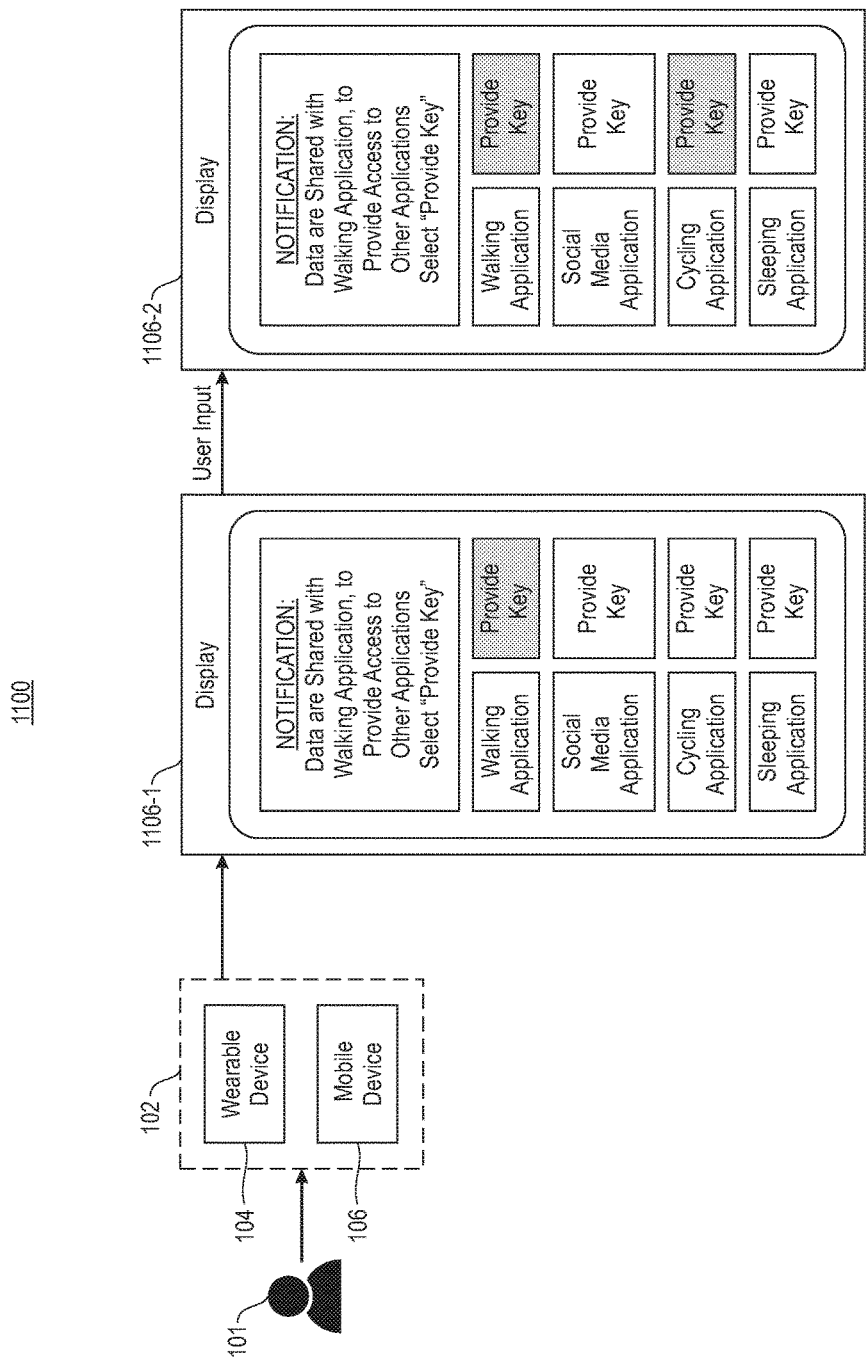 1100
101
102
104
Wearable
Device
106
Mobile
Device
1106-1
Display
NOTIFICATION:
Data are Shared with
Walking Application, to
Provide Access to
Other Applications
Select "Provide Key"
Walking
Application
Provide
Key
Social
Media
Application
Provide
Key
Cycling
Application
Provide
Key
Sleeping
Application
Provide
Key
User Input
1106-2
Display
NOTIFICATION:
Data are Shared with
Walking Application, to
Provide Access to
Other Applications
Select "Provide Key"
Walking
Application
Provide
Key
Social
Media
Application
Provide
Key
Cycling
Application
Provide
Key
Sleeping
Application
Provide
Key